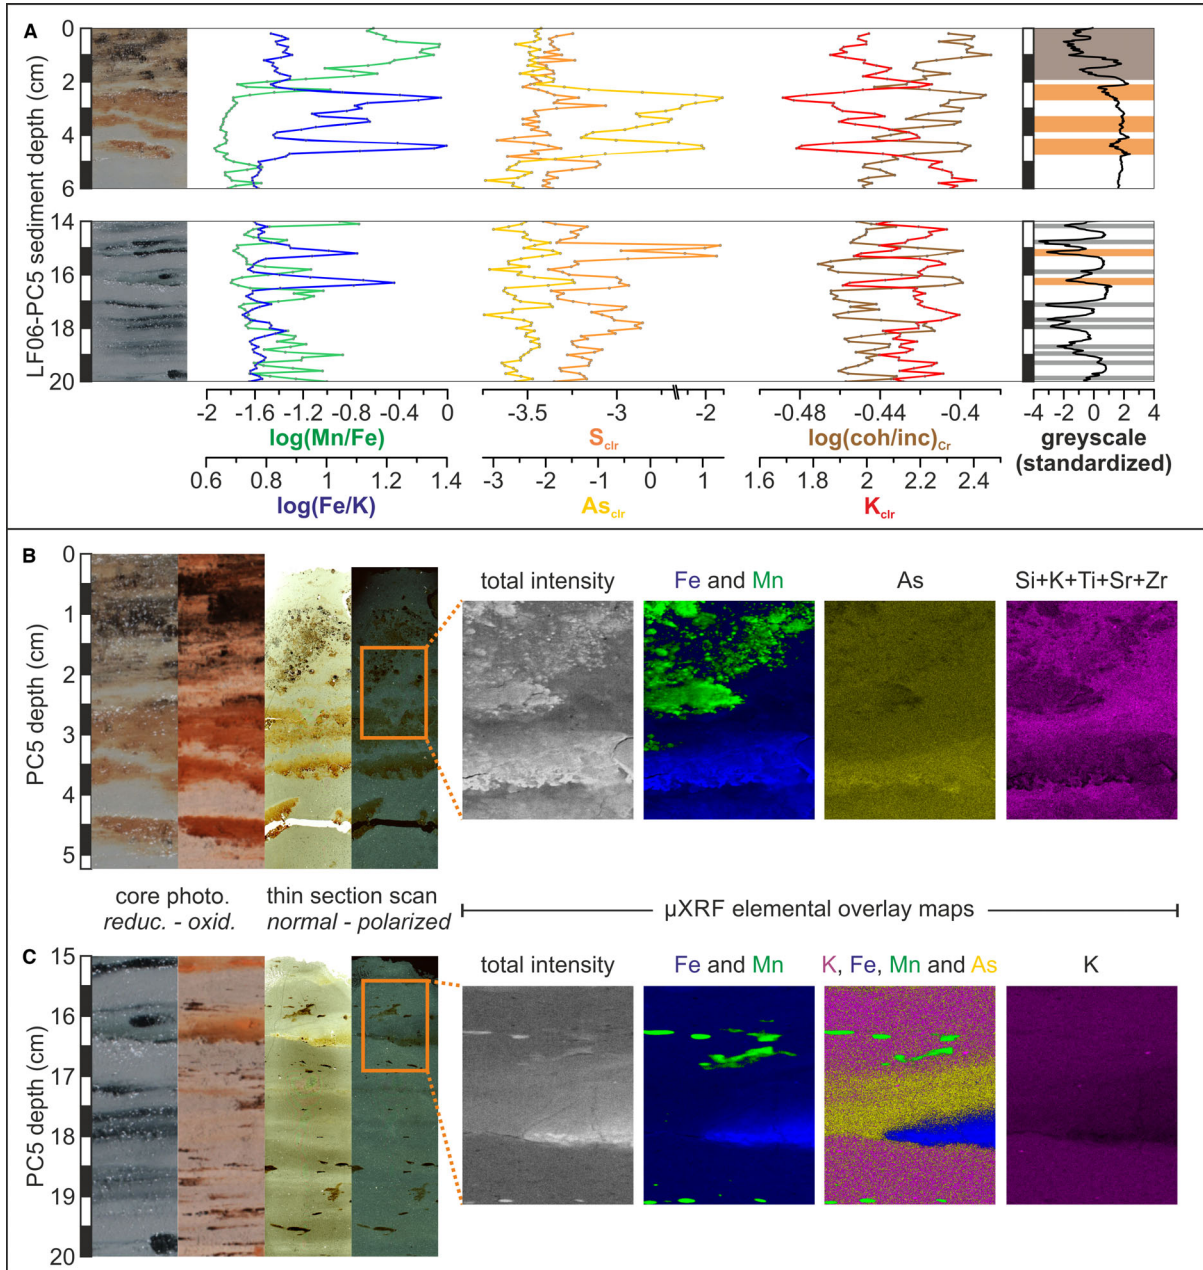 A
LF06-PC5 sediment depth (cm)
0
2
4
6
14
16
18
20
-2 -1.6 -1.2 -0.8 -0.4 0
log(Mn/Fe)
0.6 0.8 1 1.2 1.4
log(Fe/K)
-3.5 -3 -2
S clr
-3 -2 -1 0 1
As clr
-0.48 -0.44 -0.4
log(coh/inc)Cr
1.6 2 2.2 2.4
K clr
-4 -2 0 2 4
greyscale
(standardized)
B
PC5 depth (cm)
0
1
2
3
4
5
total intensity Fe and Mn As Si+K+Ti+Sr+Zr
core photo.
reduc. - oxid.
thin section scan
normal - polarized
µXRF elemental overlay maps
C
PC5 depth (cm)
15
16
17
18
19
20
total intensity Fe and Mn K, Fe, Mn and As K